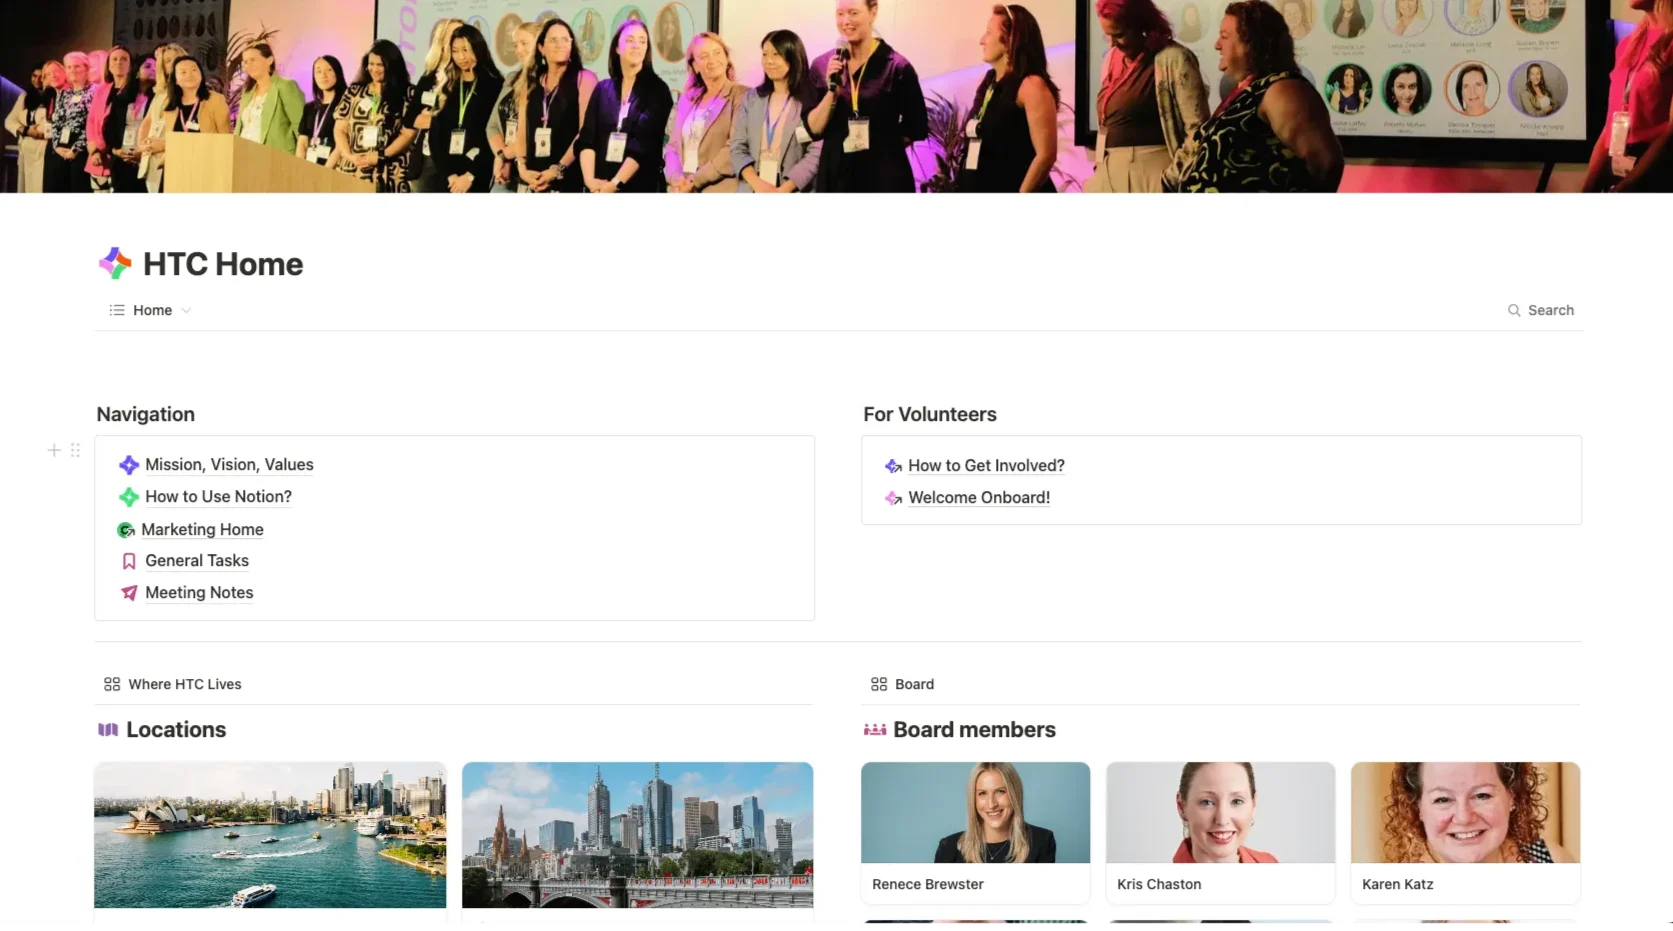 HTC Home
Home
Search
Navigation
Mission, Vision, Values
How to Use Notion?
Marketing Home
General Tasks
Meeting Notes
For Volunteers
How to Get Involved?
Welcome Onboard!
Where HTC Lives
Locations
Board
Board members
Renece Brewster
Kris Chaston
Karen Katz